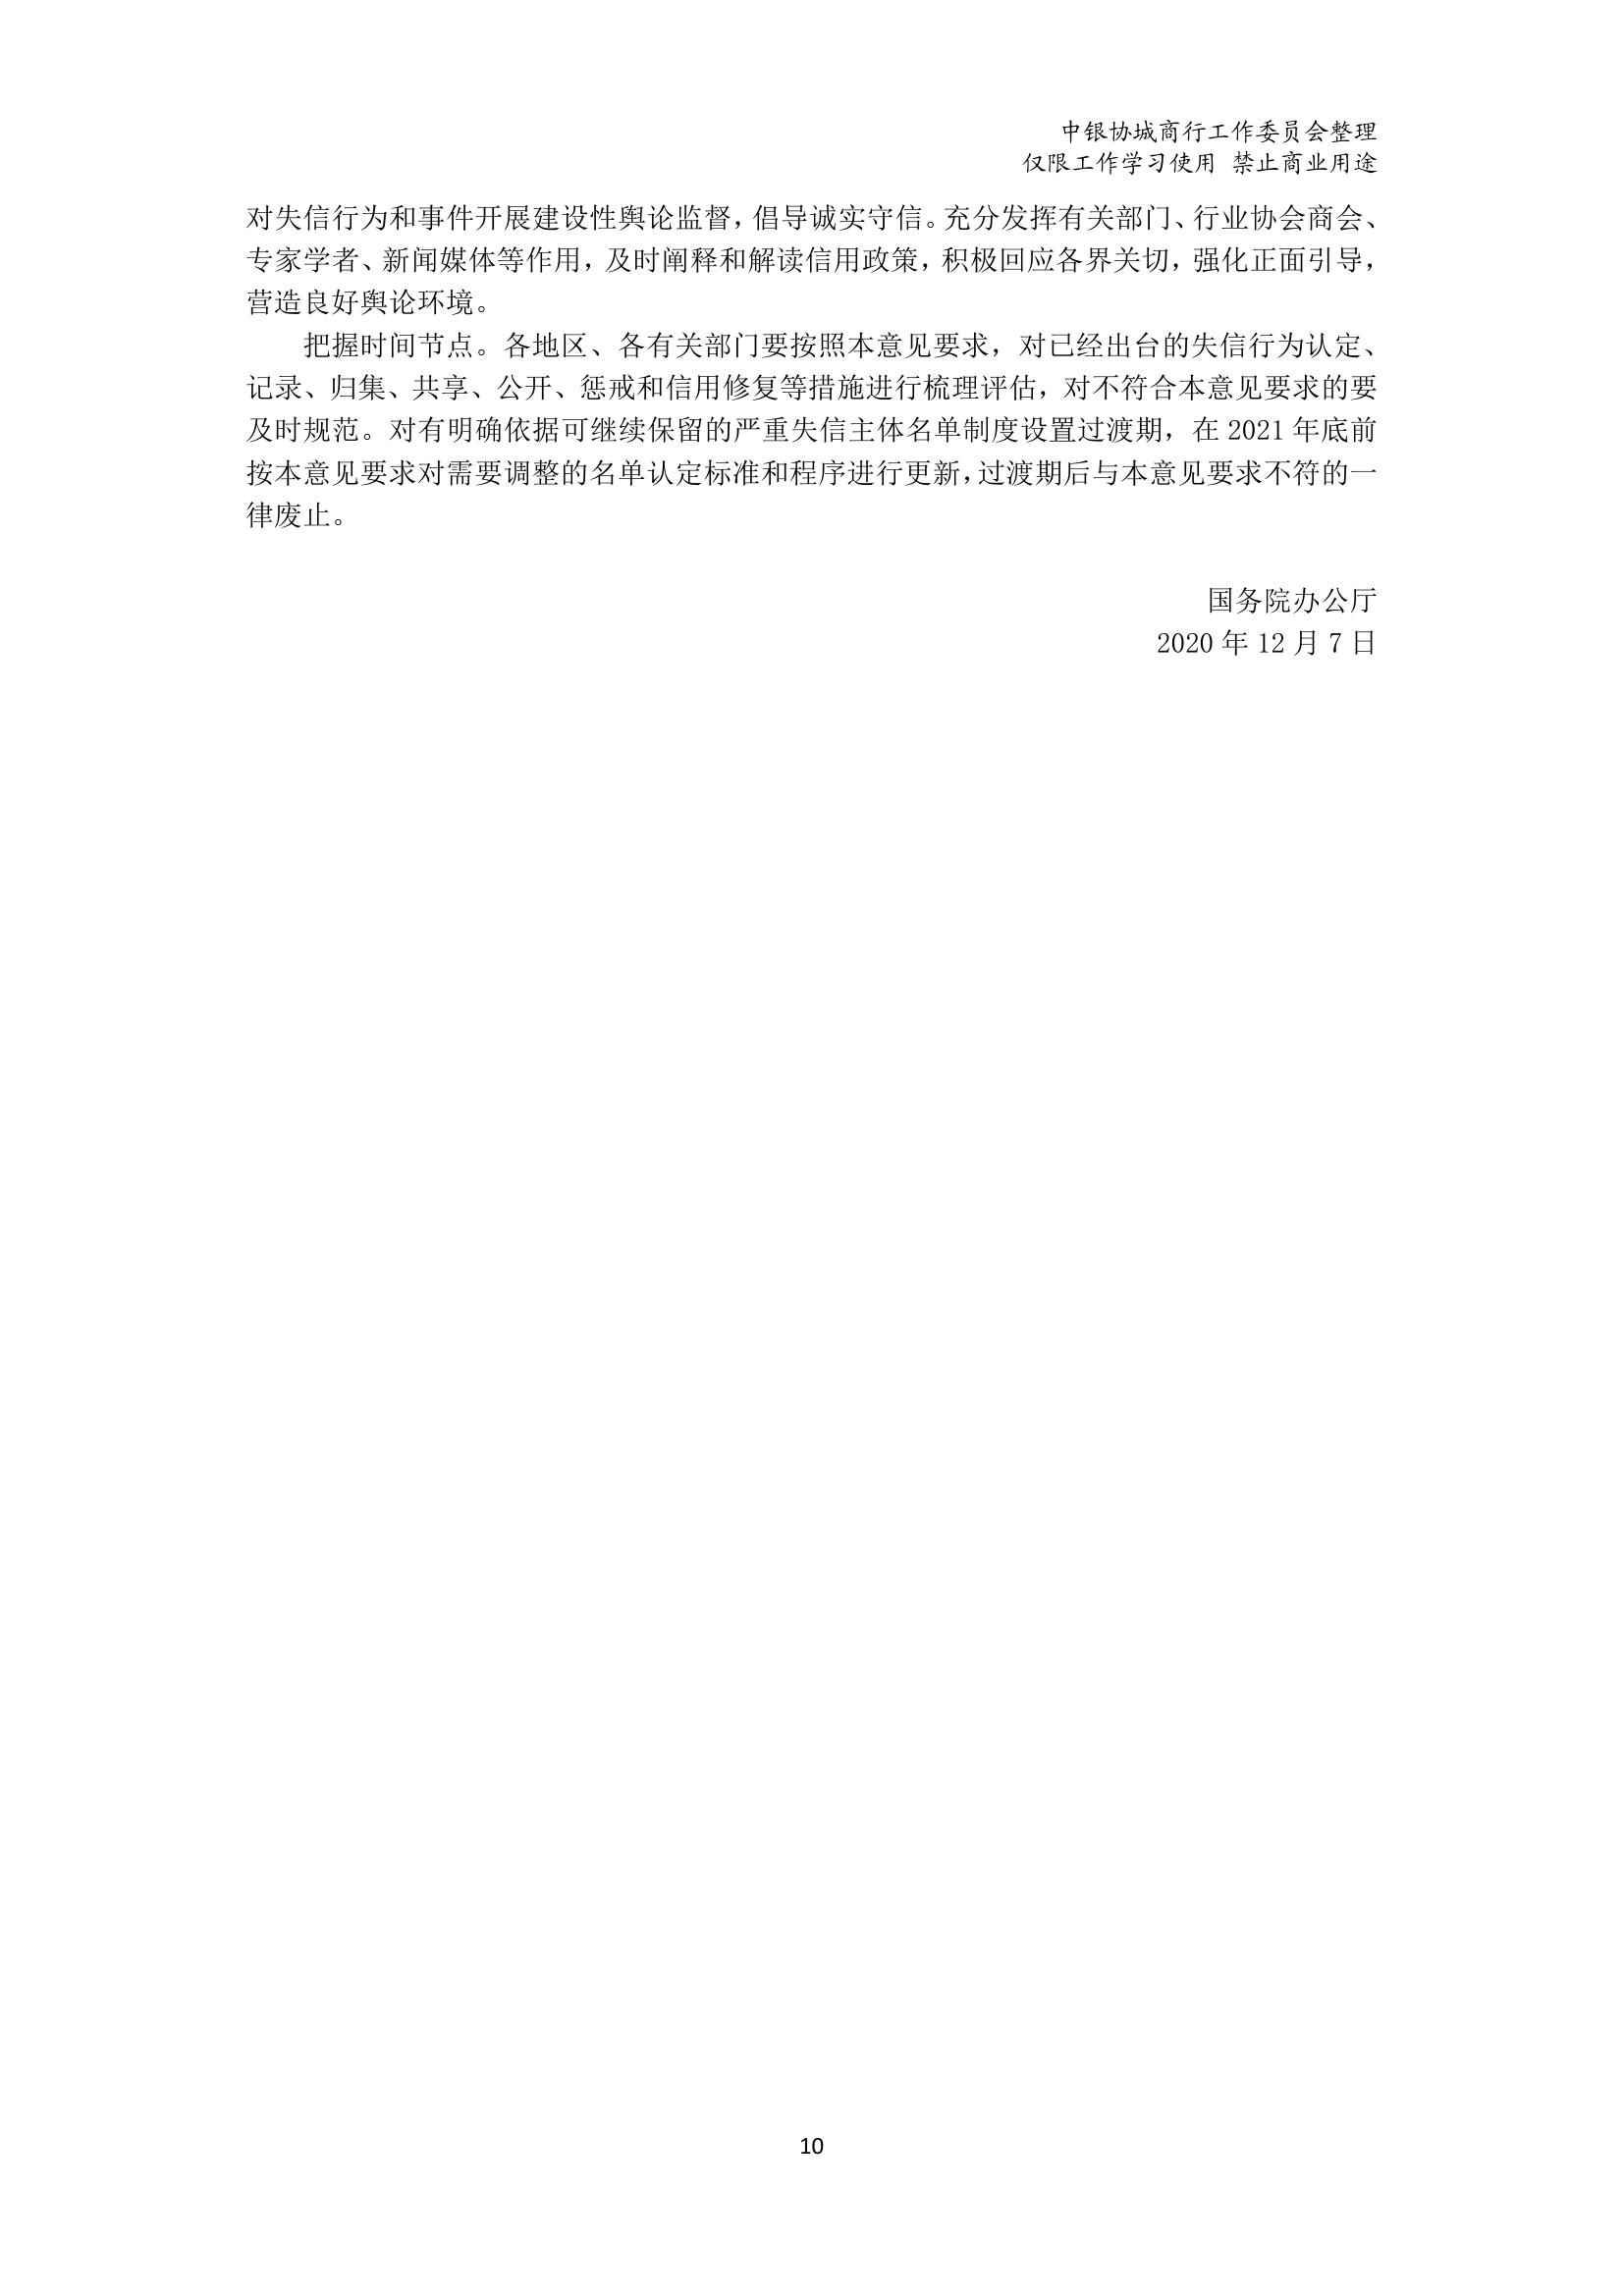 中银协城商行工作委员会整理
仅限工作学习使用 禁止商业用途
对失信行为和事件开展建设性舆论监督，倡导诚实守信。充分发挥有关部门、行业协会商会、
专家学者、新闻媒体等作用，及时阐释和解读信用政策，积极回应各界关切，强化正面引导，
营造良好舆论环境。
把握时间节点。各地区、各有关部门要按照本意见要求，对已经出台的失信行为认定、
记录、归集、共享、公开、惩戒和信用修复等措施进行梳理评估，对不符合本意见要求的要
及时规范。对有明确依据可继续保留的严重失信主体名单制度设置过渡期，在 2021 年底前
按本意见要求对需要调整的名单认定标准和程序进行更新，过渡期后与本意见要求不符的一
律废止。
国务院办公厅
2020 年 12 月 7 日
10